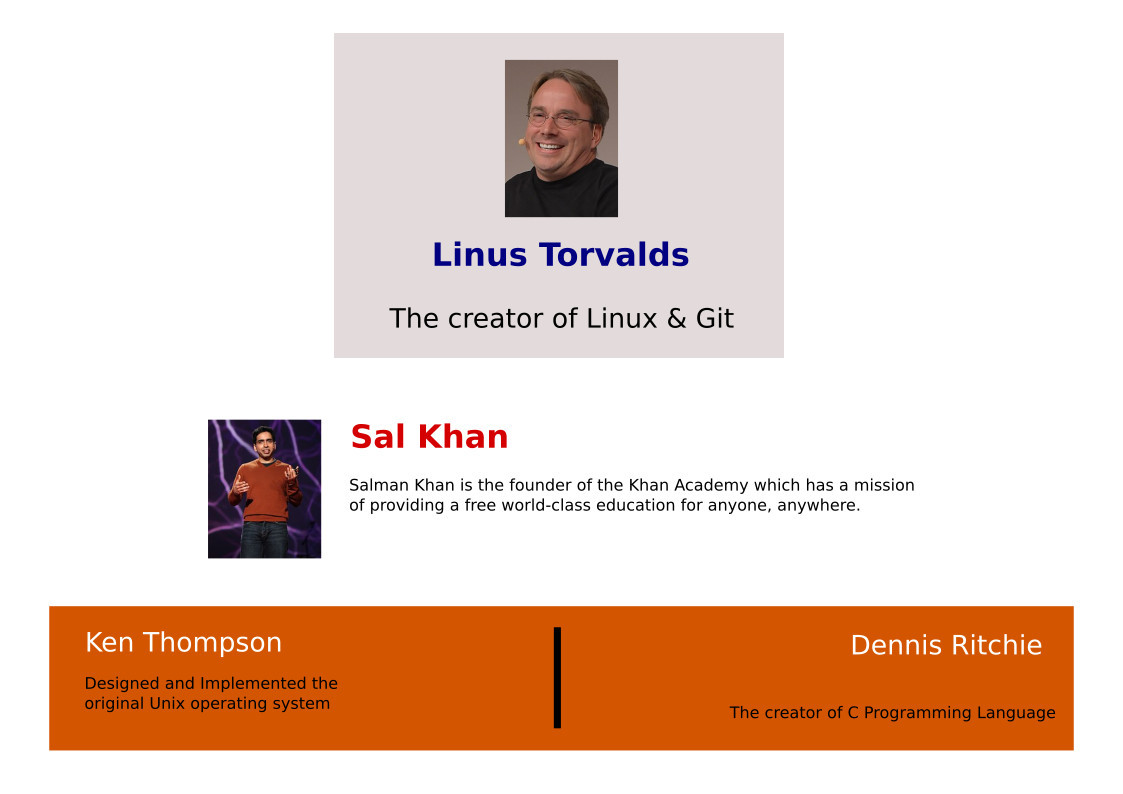 Linus Torvalds
The creator of Linux & Git
Sal Khan
Salman Khan is the founder of the Khan Academy which has a mission
of providing a free world-class education for anyone, anywhere.
Ken Thompson
Designed and Implemented the
original Unix operating system
Dennis Ritchie
The creator of C Programming Language